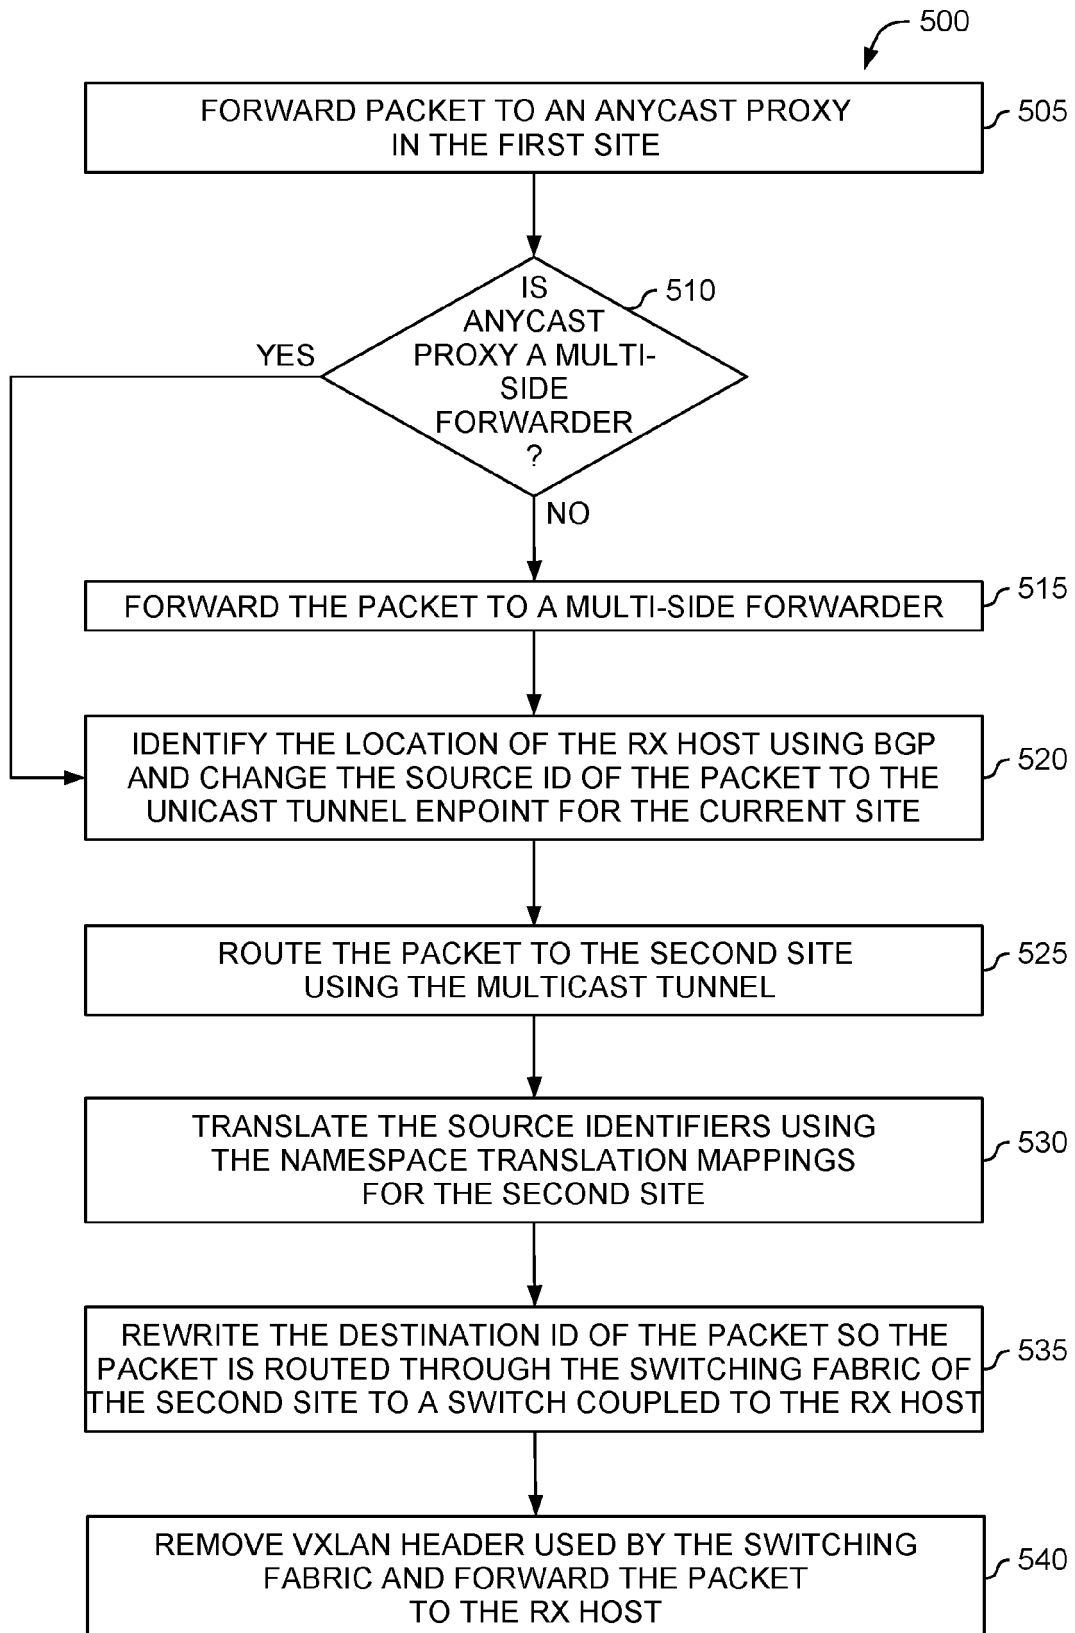 500
FORWARD PACKET TO AN ANYCAST PROXY
IN THE FIRST SITE
505
IS
ANYCAST
PROXY A MULTI-
SIDE
FORWARDER
?
510
YES
NO
FORWARD THE PACKET TO A MULTI-SIDE FORWARDER
515
IDENTIFY THE LOCATION OF THE RX HOST USING BGP
AND CHANGE THE SOURCE ID OF THE PACKET TO THE
UNICAST TUNNEL ENPOINT FOR THE CURRENT SITE
520
ROUTE THE PACKET TO THE SECOND SITE
USING THE MULTICAST TUNNEL
525
TRANSLATE THE SOURCE IDENTIFIERS USING
THE NAMESPACE TRANSLATION MAPPINGS
FOR THE SECOND SITE
530
REWRITE THE DESTINATION ID OF THE PACKET SO THE
PACKET IS ROUTED THROUGH THE SWITCHING FABRIC OF
THE SECOND SITE TO A SWITCH COUPLED TO THE RX HOST
535
REMOVE VXLAN HEADER USED BY THE SWITCHING
FABRIC AND FORWARD THE PACKET
TO THE RX HOST
540